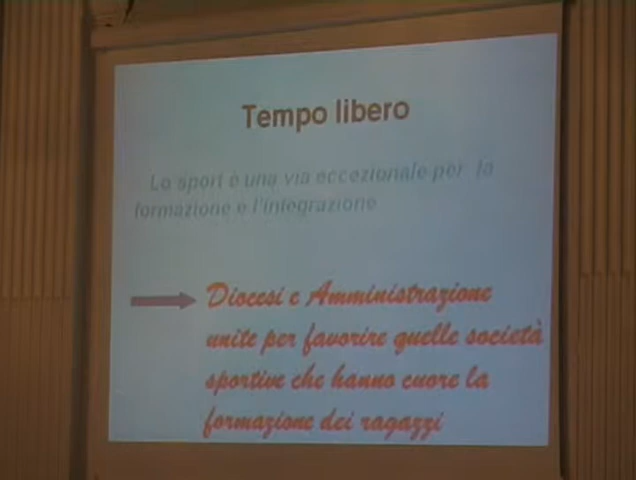 Tempo libero
Lo sport è una via eccezionale per la
formazione e l'integrazione
Diocesi e Amministrazione
unite per favorire quelle società
sportive che hanno cuore la
formazione dei ragazzi